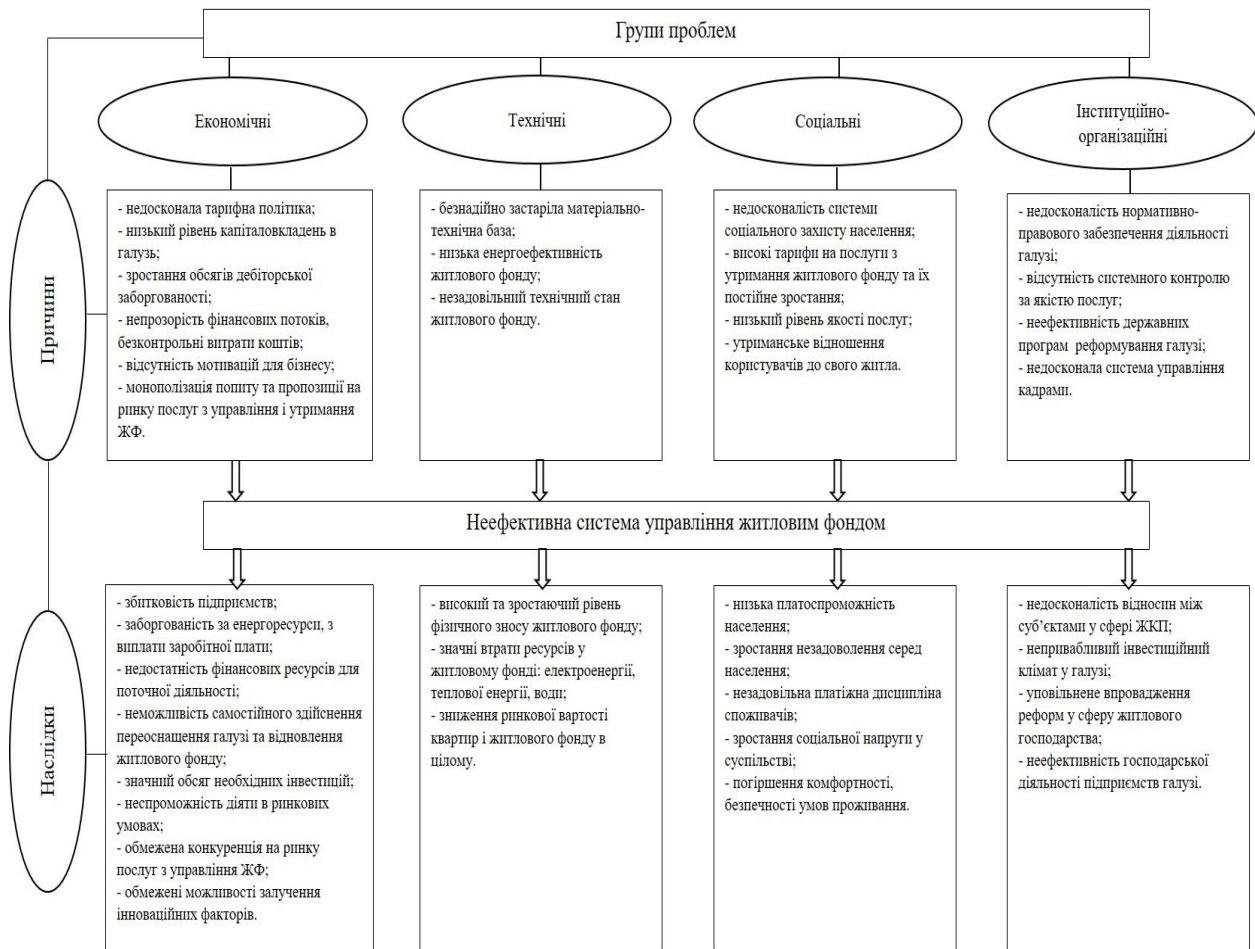 Групи проблем
Економічні
Технічні
Соціальні
Інституційно-
організаційні
Причини
- недосконала тарифна політика;
- низький рівень капіталовкладень в
галузь;
- зростання обсягів дебіторської
заборгованості;
- непрозорість фінансових потоків,
безконтрольні витрати коштів;
- відсутність мотивацій для бізнесу;
- монополізація попиту та пропозиції на
ринку послуг з управління і утримання
ЖФ.
- безнадійно застаріла матеріально-
технічна база;
- низька енергоефективність
житлового фонду;
- незадовільний технічний стан
житлового фонду.
- недосконалість системи
соціального захисту населення;
- високі тарифи на послуги з
утримання житлового фонду та їх
постійне зростання;
- низький рівень якості послуг;
- утриманське відношення
користувачів до свого житла.
- недосконалість нормативно-
правового забезпечення діяльності
галузі;
- відсутність системного контролю
за якістю послуг;
- неефективність державних
програм реформування галузі;
- недосконала система управління
кадрами.
Неефективна система управління житловим фондом
Наслідки
- збитковість підприємств;
- заборгованість за енергоресурси, з
виплати заробітної плати;
- недостатність фінансових ресурсів для
поточної діяльності;
- неможливість самостійного здійснення
переоснащення галузі та відновлення
житлового фонду;
- значний обсяг необхідних інвестицій;
- неспроможність діяти в ринкових
умовах;
- обмежена конкуренція на ринку
послуг з управління ЖФ;
- обмежені можливості залучення
інноваційних факторів.
- високий та зростаючий рівень
фізичного зносу житлового фонду;
- значні втрати ресурсів у
житловому фонді: електроенергії,
теплової енергії, води;
- зниження ринкової вартості
квартир і житлового фонду в
цілому.
- низька платоспроможність
населення;
- зростання незадоволення серед
населення;
- незадовільна платіжна дисципліна
споживачів;
- зростання соціальної напруги у
суспільстві;
- погіршення комфортності,
безпечності умов проживання.
- недосконалість відносин між
суб’єктами у сфері ЖКП;
- непривабливий інвестиційний
клімат у галузі;
- уповільнене впровадження
реформ у сферу житлового
господарства;
- неефективність господарської
діяльності підприємств галузі.